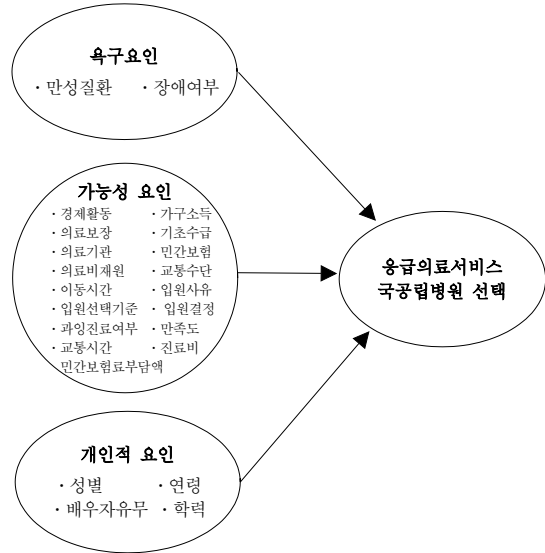 욕구요인
· 만성질환 · 장애여부
가능성 요인
· 경제활동 · 가구소득
· 의료보장 · 기초수급
· 의료기관 · 민간보험
· 의료비재원 · 교통수단
· 이동시간 · 입원사유
· 입원선택기준 · 입원결정
· 과잉진료여부 · 만족도
· 교통시간 · 진료비
민간보험료부담액
응급의료서비스
국공립병원 선택
개인적 요인
· 성별 · 연령
· 배우자유무 · 학력